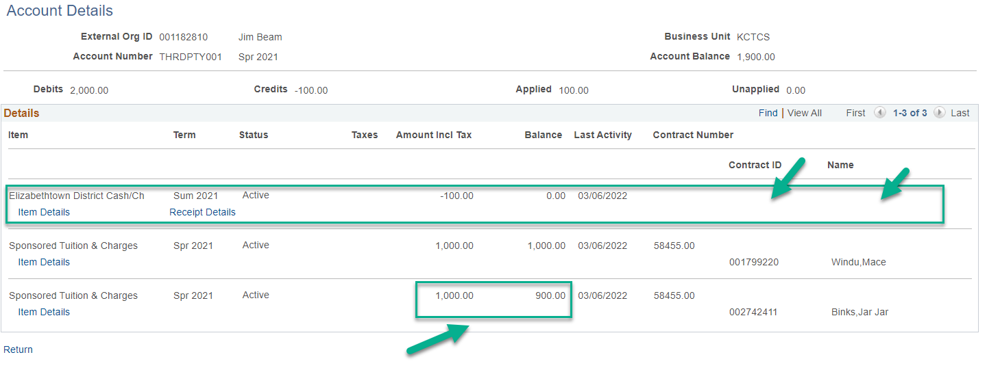 Account Details
External Org ID 001182810 Jim Beam Business Unit KCTCS
Account Number THRDPTY001 Spr 2021 Account Balance 1,900.00
Debits 2,000.00 Credits -100.00 Applied 100.00 Unapplied 0.00
Details Find | View All First 1-3 of 3 Last
Item Term Status Taxes Amount Incl Tax Balance Last Activity Contract Number
Contract ID Name
Elizabethtown District Cash/Ch Sum 2021 Active -100.00 0.00 03/06/2022
Item Details Receipt Details
Sponsored Tuition & Charges Spr 2021 Active 1,000.00 1,000.00 03/06/2022 58455.00
Item Details 001799220 Windu,Mace
Sponsored Tuition & Charges Spr 2021 Active 1,000.00 900.00 03/06/2022 58455.00
Item Details 002742411 Binks,Jar Jar
Return